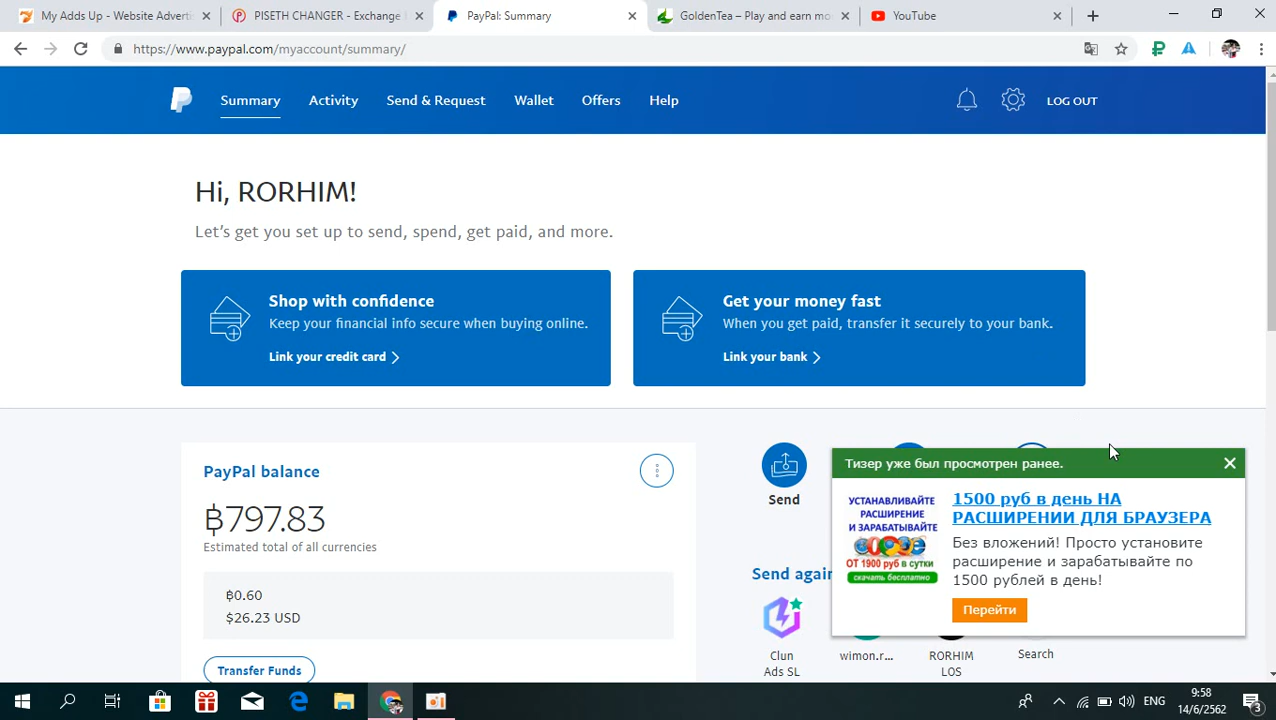 My Adds Up - Website Adverti
PISETH CHANGER - Exchange
PayPal: Summary
GoldenTea – Play and earn mo
YouTube
https://www.paypal.com/myaccount/summary/
Summary
Activity
Send & Request
Wallet
Offers
Help
LOG OUT
Hi, RORHIM!
Let's get you set up to send, spend, get paid, and more.
Shop with confidence
Keep your financial info secure when buying online.
Link your credit card
Get your money fast
When you get paid, transfer it securely to your bank.
Link your bank
PayPal balance
฿797.83
Estimated total of all currencies
฿0.60
$26.23 USD
Transfer Funds
Send
Send again
Clun
Ads SL
wimon.r...
RORHIM
LOS
Search
Тизер уже был просмотрен ранее.
УСТАНАВЛИВАЙТЕ
РАСШИРЕНИЕ
И ЗАРАБАТЫВАЙТЕ
ОТ 1900 руб в сутки
скачать бесплатно
1500 руб в день НА
РАСШИРЕНИИ ДЛЯ БРАУЗЕРА
Без вложений! Просто установите
расширение и зарабатывайте по
1500 рублей в день!
Перейти
ENG
9:58
14/6/2562
3